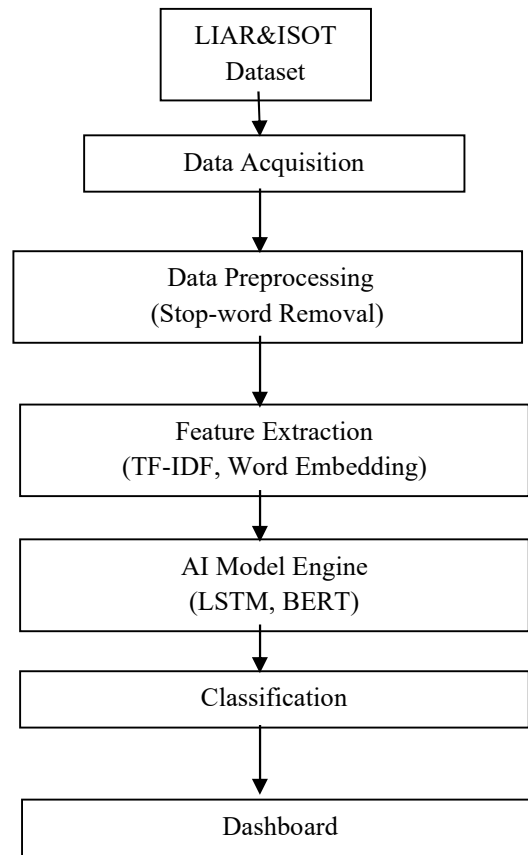 LIAR&ISOT
Dataset
Data Acquisition
Data Preprocessing
(Stop-word Removal)
Feature Extraction
(TF-IDF, Word Embedding)
AI Model Engine
(LSTM, BERT)
Classification
Dashboard